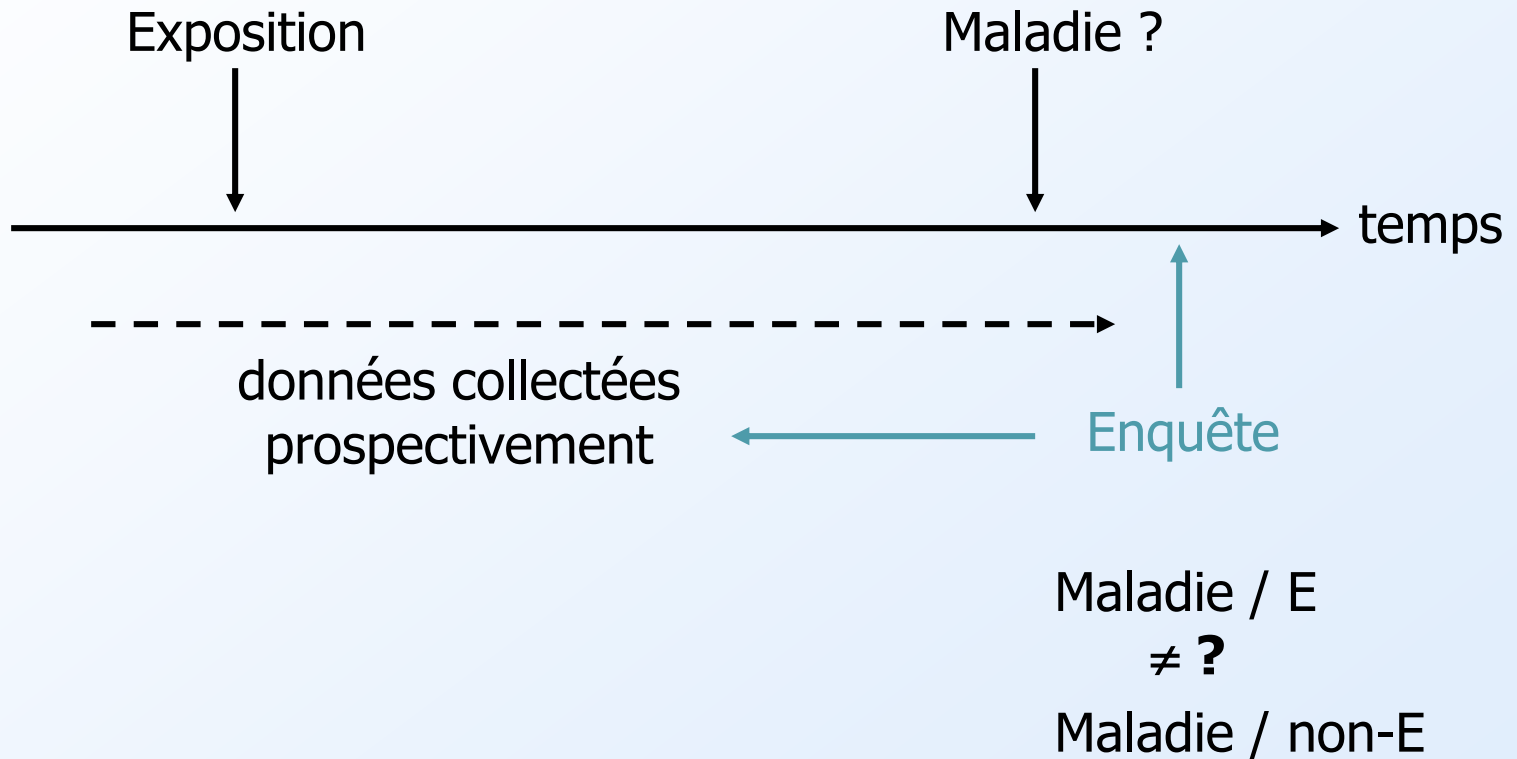 Exposition
Maladie ?
temps
données collectées
prospectivement
Enquête
Maladie / E
≠ ?
Maladie / non-E